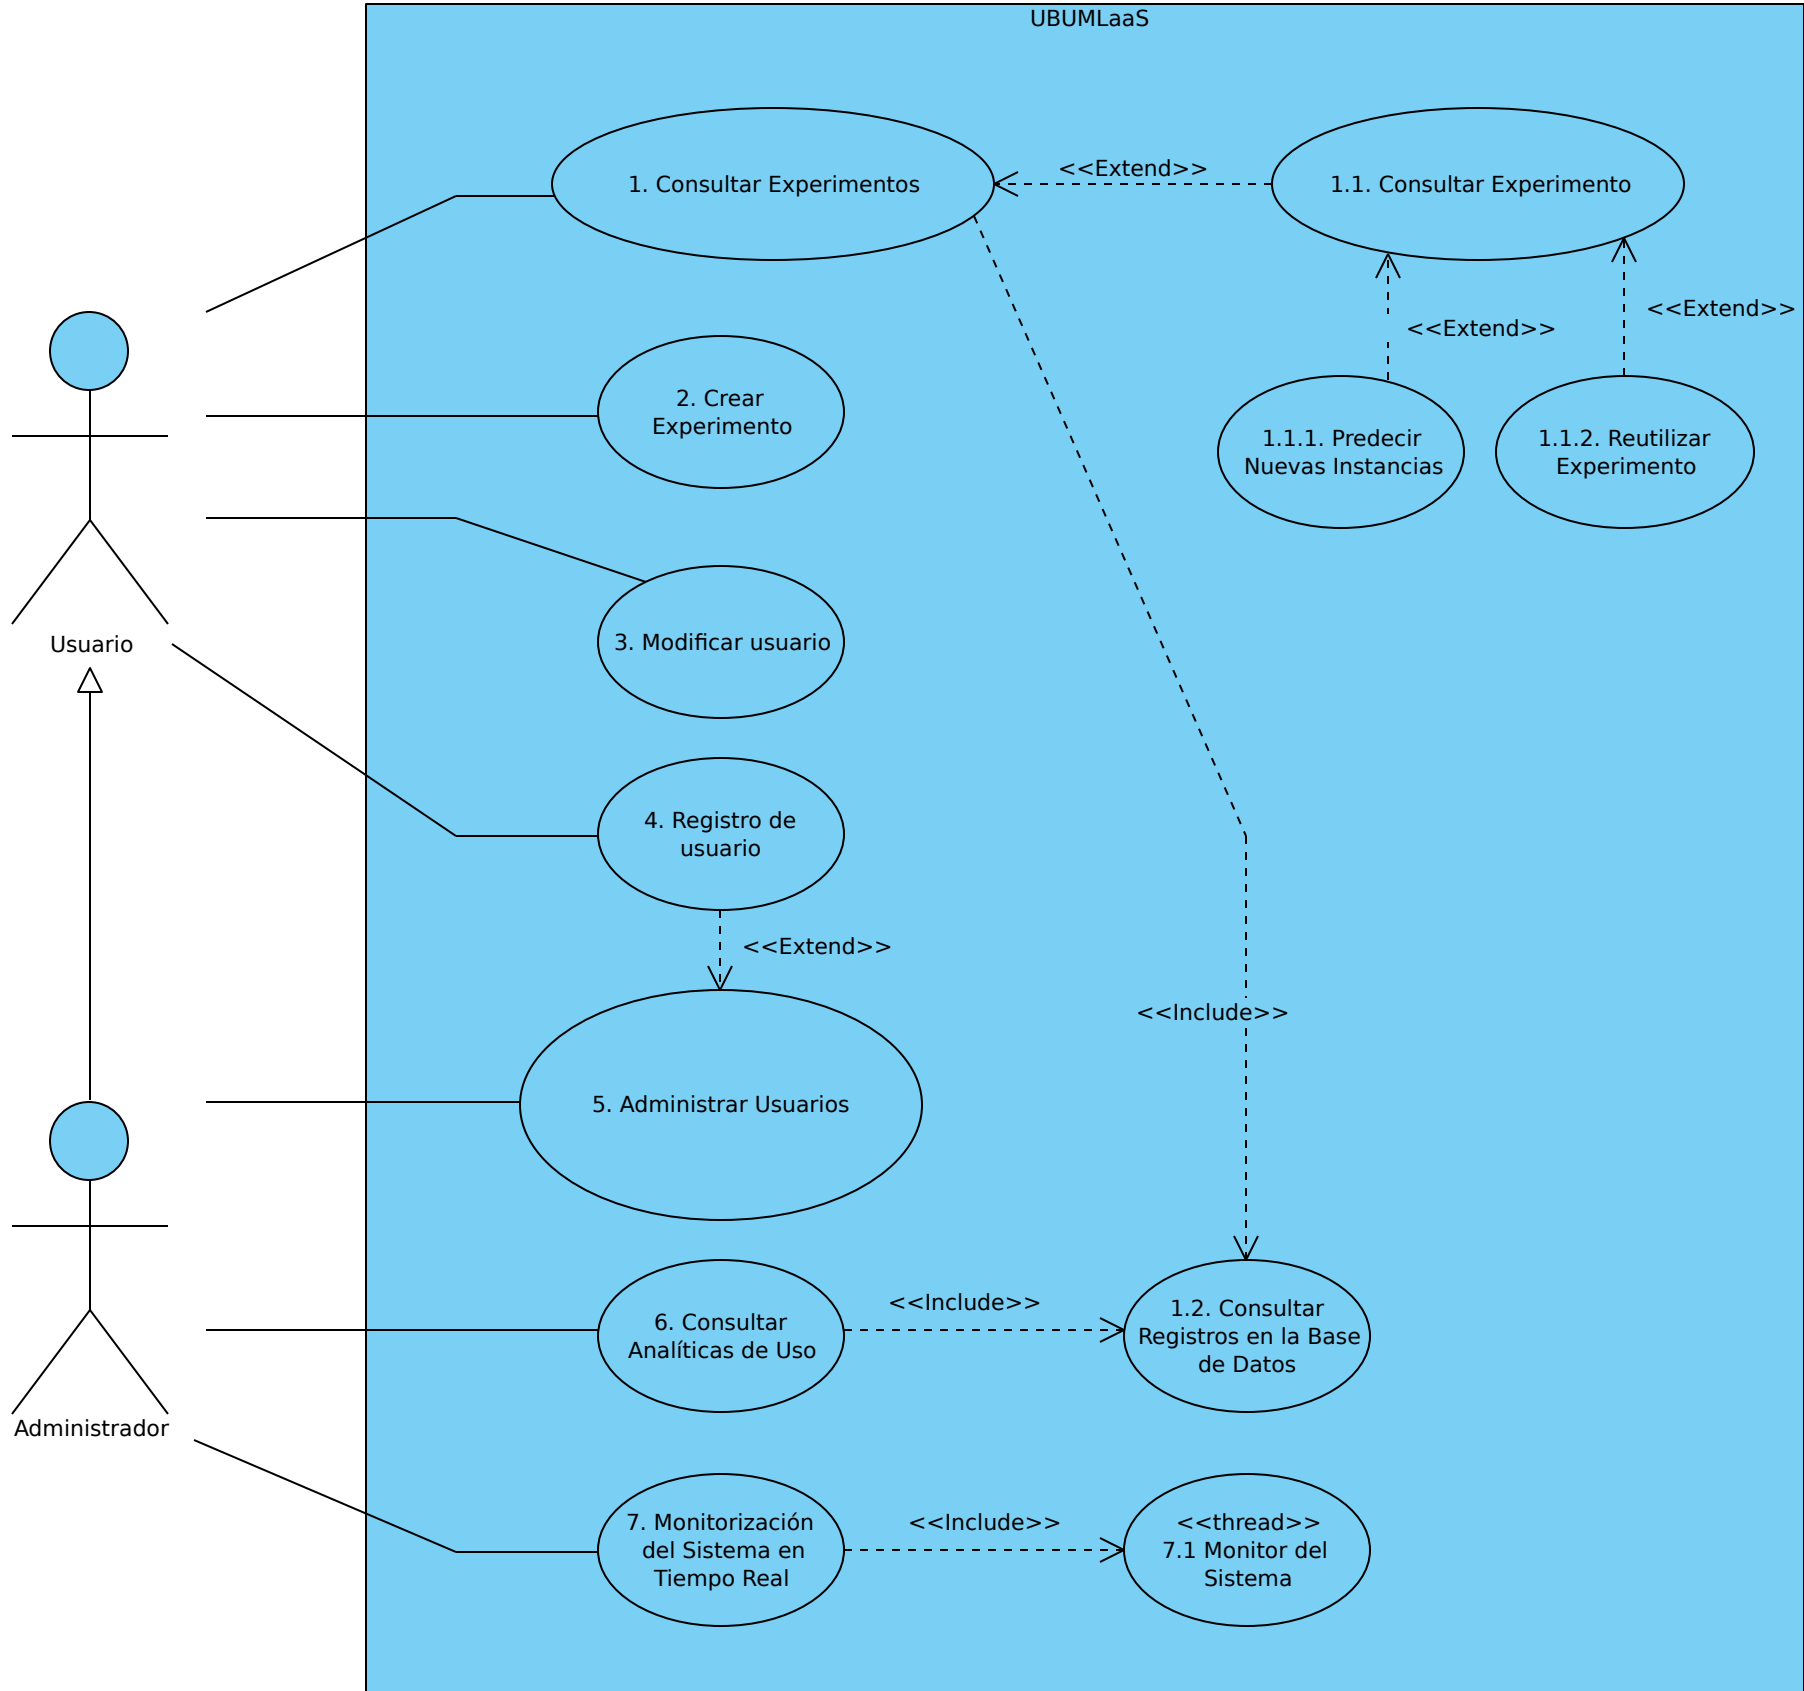 UBUMLaaS
1. Consultar Experimentos
<<Extend>>
1.1. Consultar Experimento
<<Extend>>
<<Extend>>
2. Crear
Experimento
1.1.1. Predecir
Nuevas Instancias
1.1.2. Reutilizar
Experimento
Usuario
3. Modificar usuario
4. Registro de
usuario
<<Extend>>
<<Include>>
5. Administrar Usuarios
6. Consultar
Analíticas de Uso
<<Include>>
1.2. Consultar
Registros en la Base
de Datos
Administrador
7. Monitorización
del Sistema en
Tiempo Real
<<Include>>
<<thread>>
7.1 Monitor del
Sistema